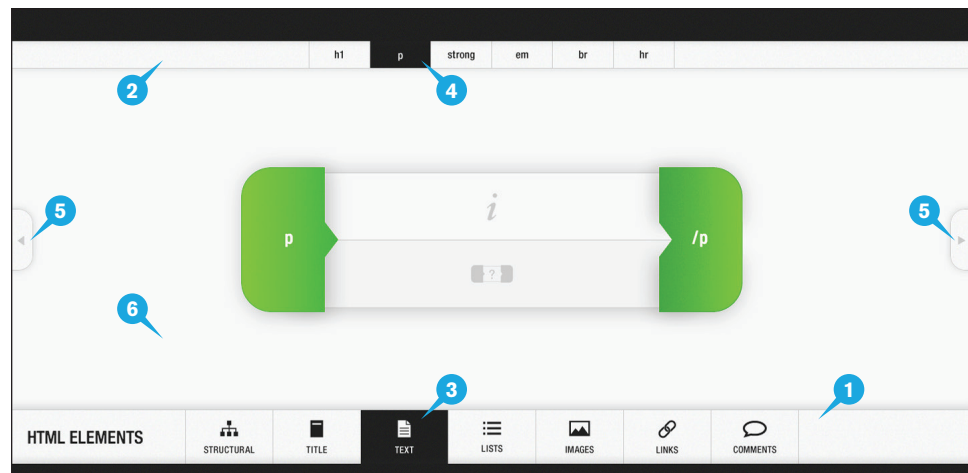 h1 p strong em br hr
2 4
i
5 5
p /p
?
6
3 1
HTML ELEMENTS STRUCTURAL TITLE TEXT LISTS IMAGES LINKS COMMENTS